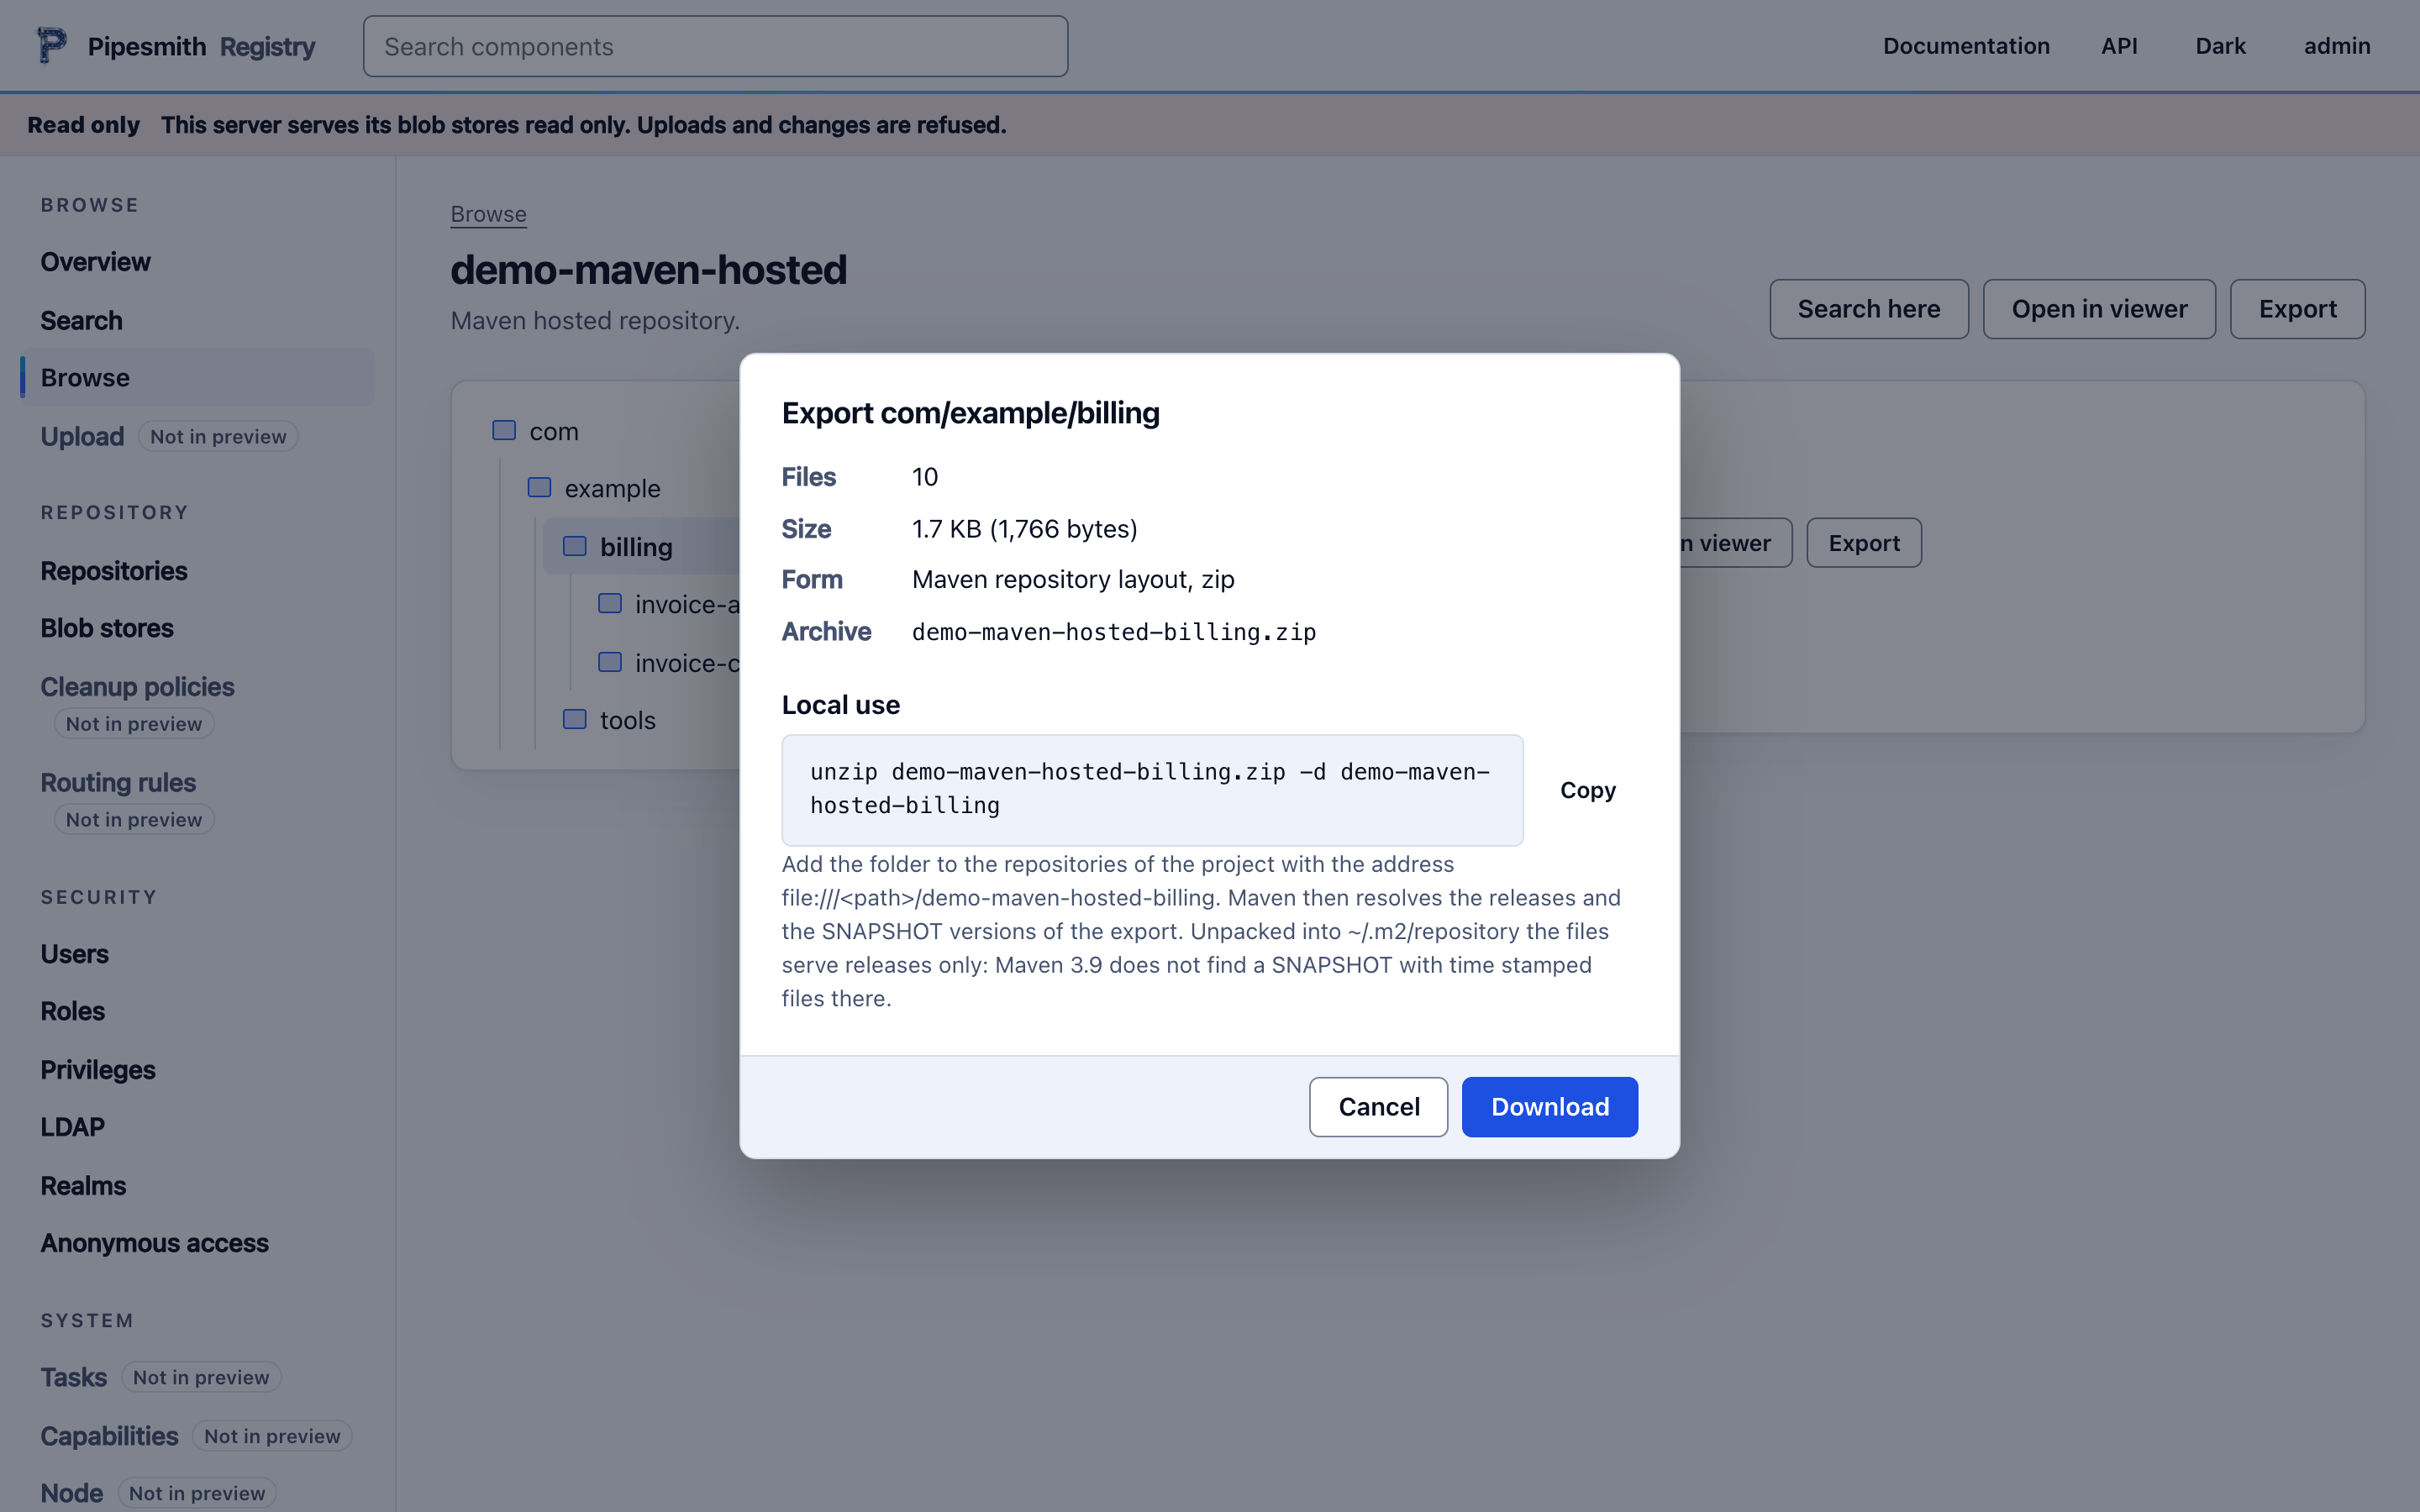 Pipesmith Registry
Search components
Documentation
API
Dark
admin
Read only This server serves its blob stores read only. Uploads and changes are refused.
BROWSE
Overview
Search
Browse
Upload Not in preview
REPOSITORY
Repositories
Blob stores
Cleanup policies
Not in preview
Routing rules
Not in preview
SECURITY
Users
Roles
Privileges
LDAP
Realms
Anonymous access
SYSTEM
Tasks Not in preview
Capabilities Not in preview
Node Not in preview
Browse
demo-maven-hosted
Maven hosted repository.
Search here
Open in viewer
Export
com
example
billing
invoice-a
invoice-c
tools
n viewer
Export
Export com/example/billing
Files 10
Size 1.7 KB (1,766 bytes)
Form Maven repository layout, zip
Archive demo-maven-hosted-billing.zip
Local use
unzip demo-maven-hosted-billing.zip -d demo-maven-
hosted-billing
Copy
Add the folder to the repositories of the project with the address
file:///<path>/demo-maven-hosted-billing. Maven then resolves the releases and
the SNAPSHOT versions of the export. Unpacked into ~/.m2/repository the files
serve releases only: Maven 3.9 does not find a SNAPSHOT with time stamped
files there.
Cancel
Download